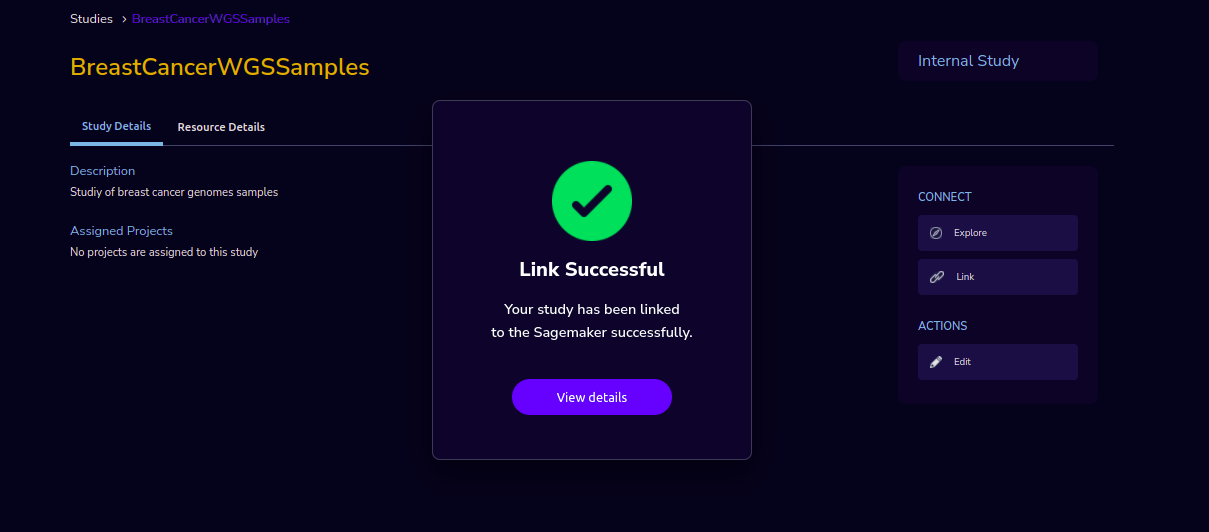 Studies > BreastCancerWGSSamples
BreastCancerWGSSamples
Internal Study
Study Details
Resource Details
Description
Studiy of breast cancer genomes samples
Assigned Projects
No projects are assigned to this study
Link Successful
Your study has been linked
to the Sagemaker successfully.
View details
CONNECT
Explore
Link
ACTIONS
Edit